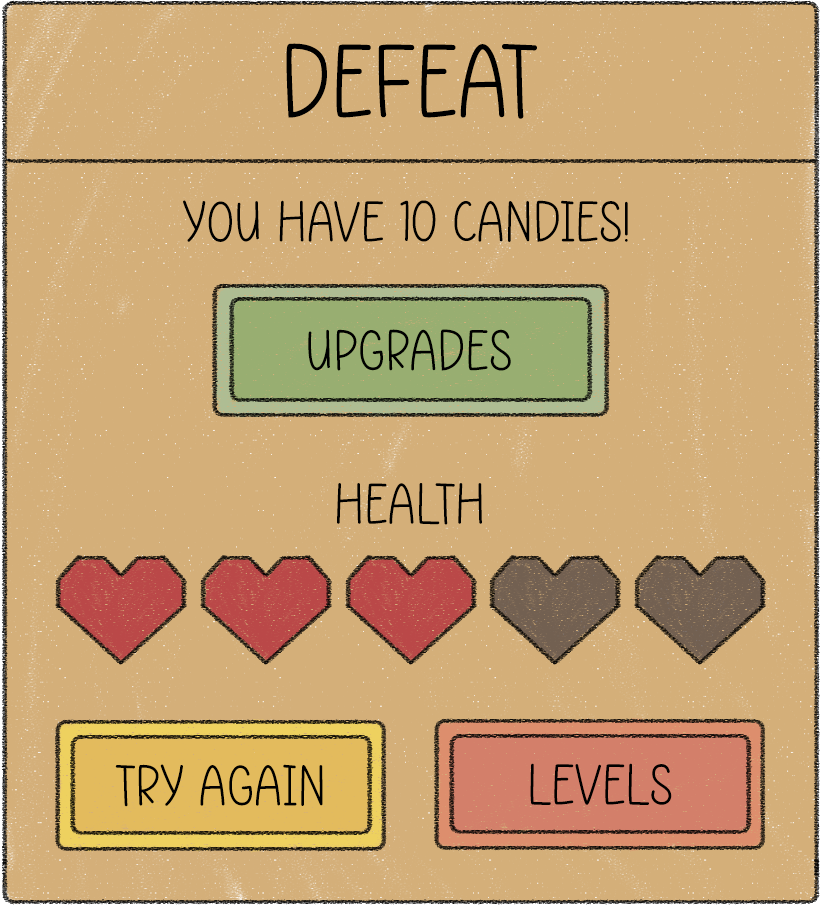 DEFEAT
YOU HAVE 10 CANDIES!
UPGRADES
HEALTH
TRY AGAIN
LEVELS